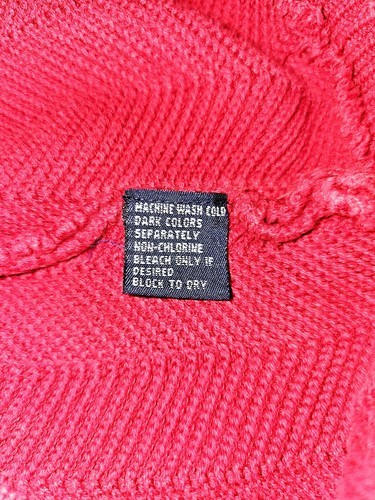 MACHINE WASH COLD
DARK COLORS
SEPARATELY
NON-CHLORINE
BLEACH ONLY IF
DESIRED
BLOCK TO DRY